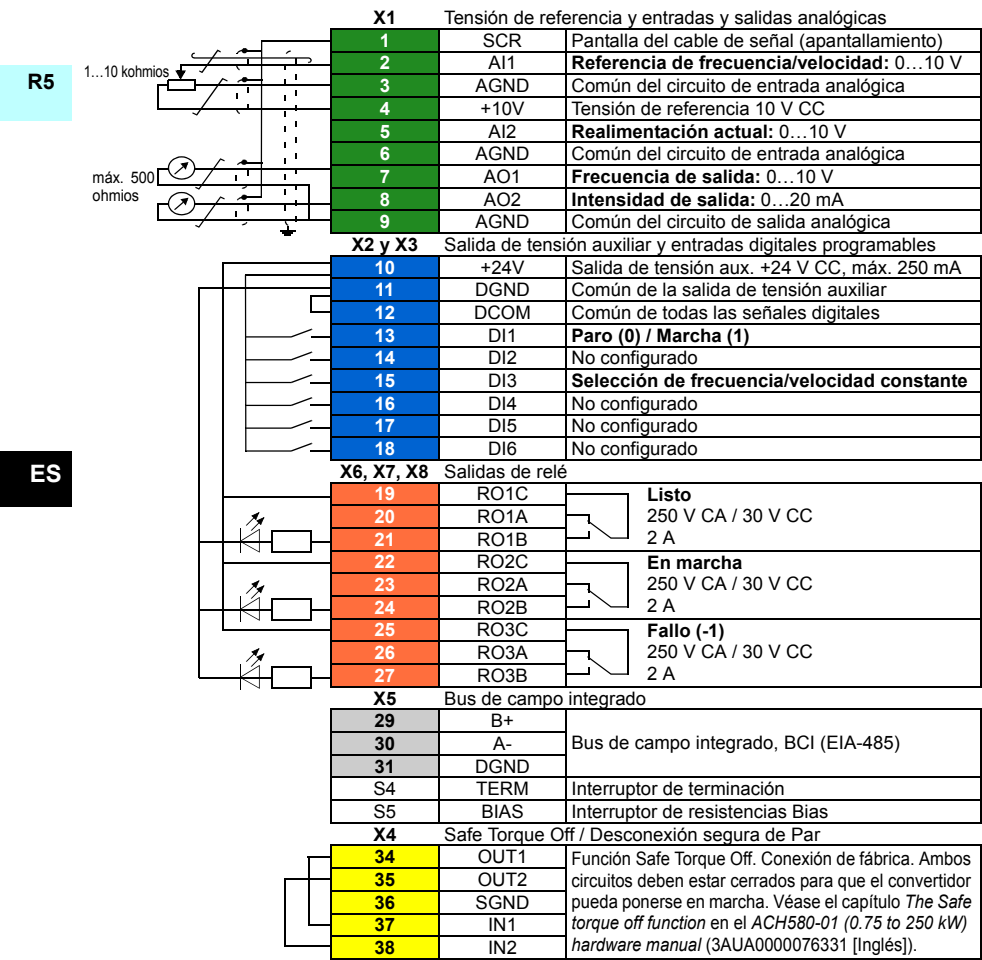 X1 Tensión de referencia y entradas y salidas analógicas
1 SCR Pantalla del cable de señal (apantallamiento)
2 AI1 Referencia de frecuencia/velocidad: 0…10 V
R5
1…10 kohmios
3 AGND Común del circuito de entrada analógica
4 +10V Tensión de referencia 10 V CC
5 AI2 Realimentación actual: 0…10 V
6 AGND Común del circuito de entrada analógica
máx. 500
ohmios
7 AO1 Frecuencia de salida: 0…10 V
8 AO2 Intensidad de salida: 0…20 mA
9 AGND Común del circuito de salida analógica
X2 y X3 Salida de tensión auxiliar y entradas digitales programables
10 +24V Salida de tensión aux. +24 V CC, máx. 250 mA
11 DGND Común de la salida de tensión auxiliar
12 DCOM Común de todas las señales digitales
13 DI1 Paro (0) / Marcha (1)
14 DI2 No configurado
15 DI3 Selección de frecuencia/velocidad constante
16 DI4 No configurado
17 DI5 No configurado
18 DI6 No configurado
ES
X6, X7, X8 Salidas de relé
19 RO1C Listo
20 RO1A 250 V CA / 30 V CC
21 RO1B 2 A
22 RO2C En marcha
23 RO2A 250 V CA / 30 V CC
24 RO2B 2 A
25 RO3C Fallo (-1)
26 RO3A 250 V CA / 30 V CC
27 RO3B 2 A
X5 Bus de campo integrado
29 B+
30 A- Bus de campo integrado, BCI (EIA-485)
31 DGND
S4 TERM Interruptor de terminación
S5 BIAS Interruptor de resistencias Bias
X4 Safe Torque Off / Desconexión segura de Par
34 OUT1 Función Safe Torque Off. Conexión de fábrica. Ambos
35 OUT2 circuitos deben estar cerrados para que el convertidor
36 SGND pueda ponerse en marcha. Véase el capítulo The Safe
37 IN1 torque off function en el ACH580-01 (0.75 to 250 kW)
38 IN2 hardware manual (3AUA0000076331 [Inglés]).